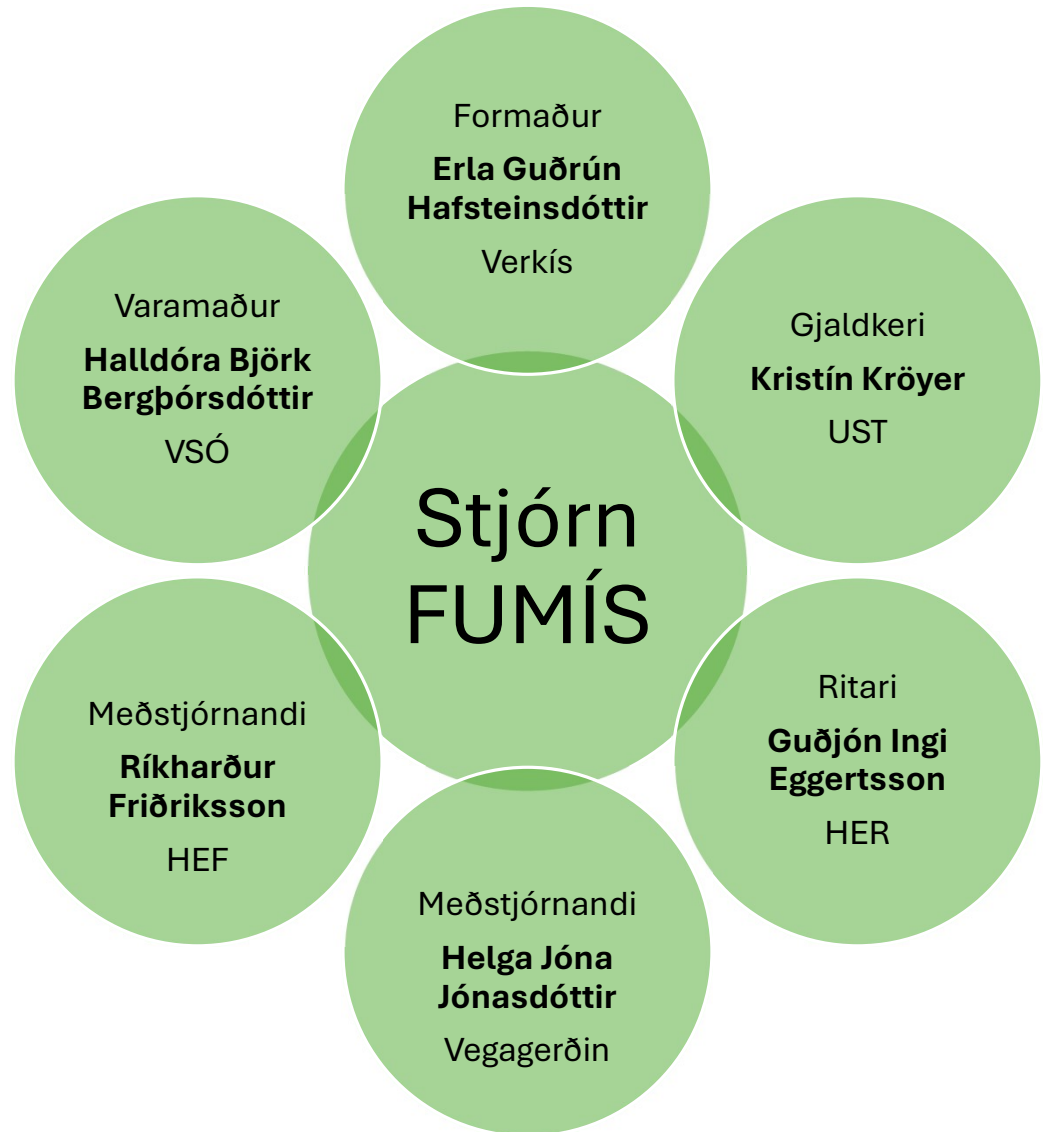 Formaður
Erla Guðrún
Hafsteinsdóttir
Verkís
Gjaldkeri
Kristín Kröyer
UST
Ritari
Guðjón Ingi
Eggertsson
HER
Meðstjórnandi
Helga Jóna
Jónasdóttir
Vegagerðin
Meðstjórnandi
Ríkharður
Friðriksson
HEF
Varamaður
Halldóra Björk
Bergþórsdóttir
VSÓ
Stjórn
FUMÍS